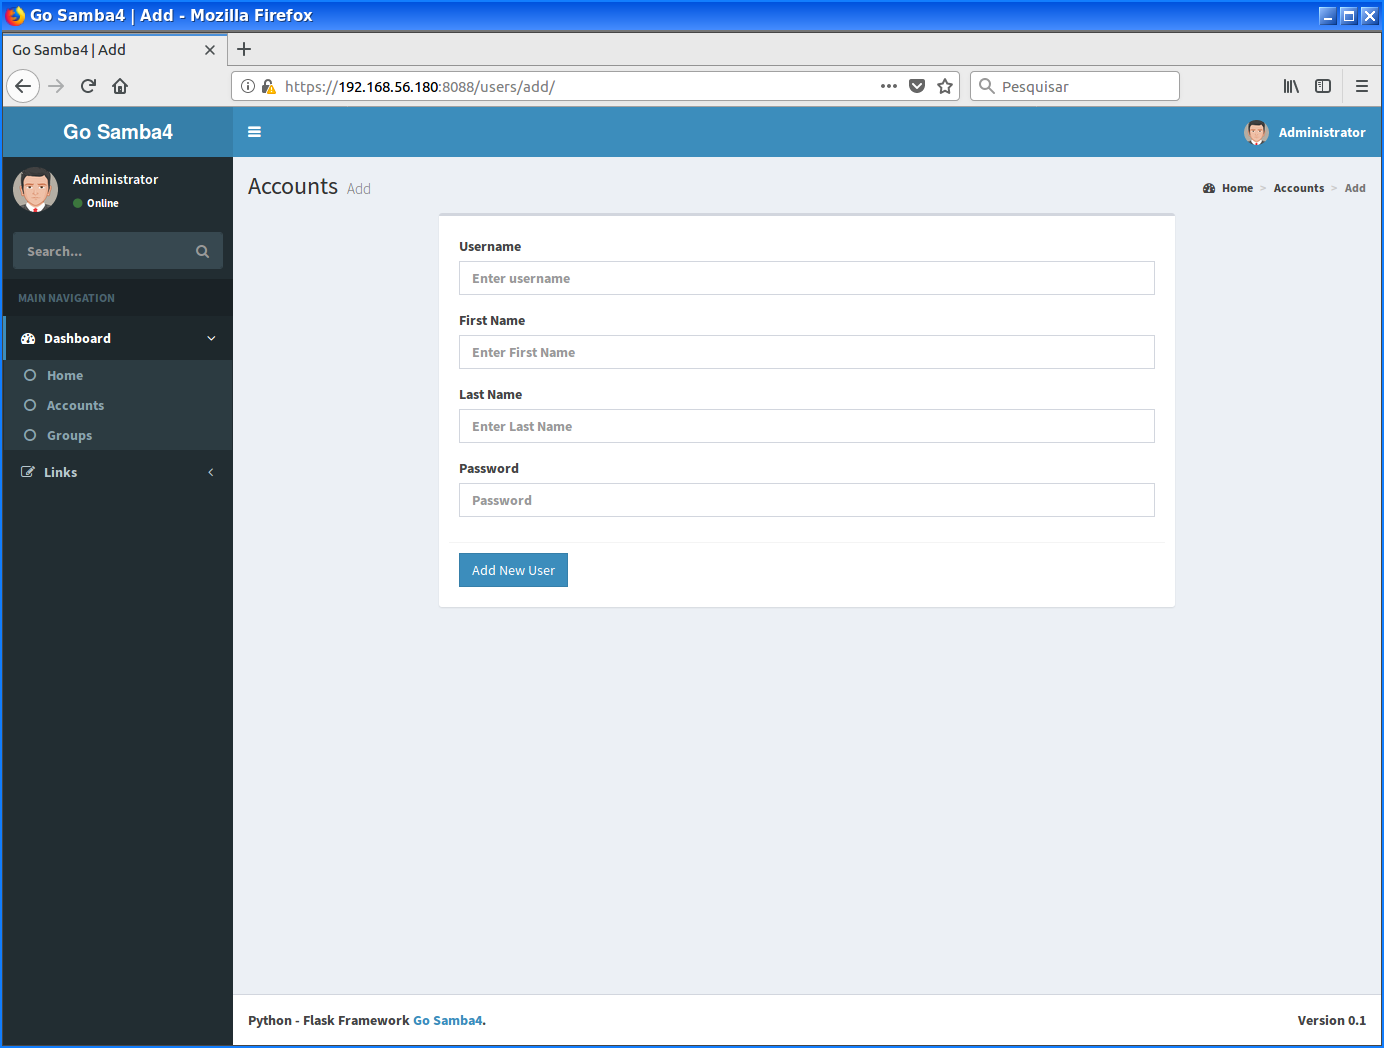 Go Samba4 | Add - Mozilla Firefox
Go Samba4 | Add
https://192.168.56.180:8088/users/add/
Pesquisar
Go Samba4
Administrator
Administrator
Online
Accounts Add
Home > Accounts > Add
Search...
MAIN NAVIGATION
Dashboard
Home
Accounts
Groups
Links
Username
Enter username
First Name
Enter First Name
Last Name
Enter Last Name
Password
Password
Add New User
Python - Flask Framework Go Samba4.
Version 0.1